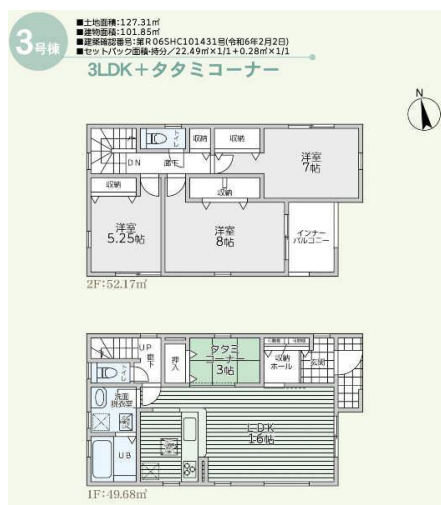 3号棟
■土地面積:127.31㎡
■建物面積:101.85㎡
■建築確認番号:第R06SHC101431号(令和6年2月2日)
■セットバック面積・持分/22.49㎡×1/1+0.28㎡×1/1
3LDK+タタミコーナー
N
トイレ
収納
収納
洋室
7帖
DN
廊下
収納
収納
洋室
5.25帖
洋室
8帖
インナー
バルコニー
2F:52.17㎡
UP
廊下
押入
タタミ
コーナー
3帖
収納
ホール
玄関
トイレ
洗面
脱衣室
LDK
16帖
UB
1F:49.68㎡